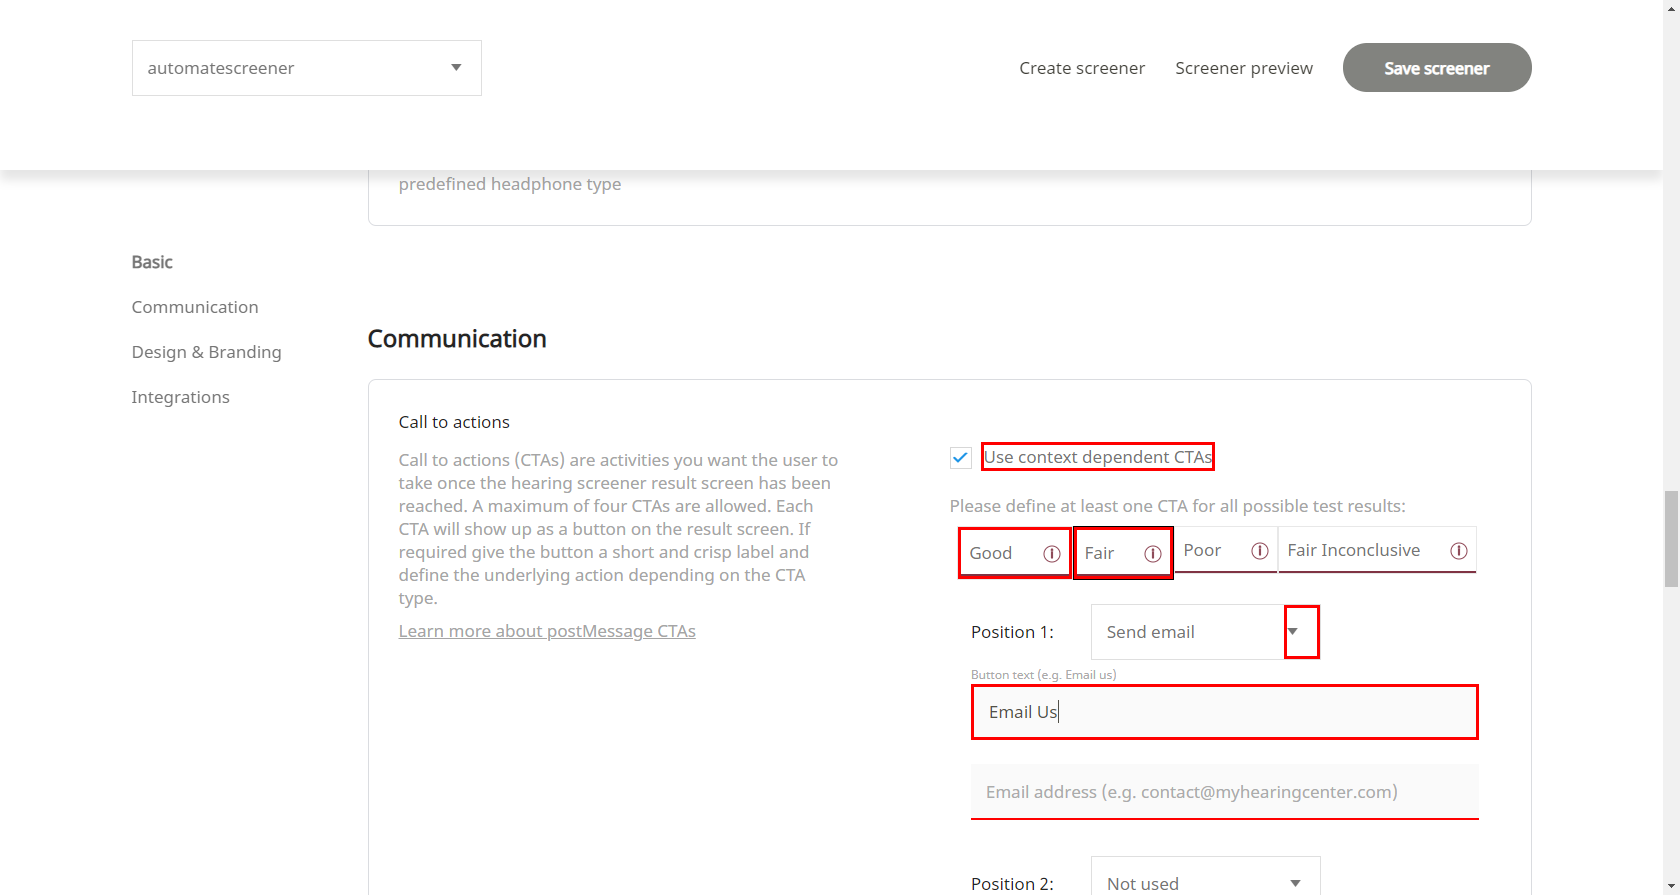 automatescreener
Create screener
Screener preview
Save screener
predefined headphone type
Basic
Communication
Design & Branding
Integrations
Communication
Call to actions
Call to actions (CTAs) are activities you want the user to
take once the hearing screener result screen has been
reached. A maximum of four CTAs are allowed. Each
CTA will show up as a button on the result screen. If
required give the button a short and crisp label and
define the underlying action depending on the CTA
type.
Learn more about postMessage CTAs
Use context dependent CTAs
Please define at least one CTA for all possible test results:
Good
Fair
Poor
Fair Inconclusive
Position 1:
Send email
Button text (e.g. Email us)
Email Us
Email address (e.g. contact@myhearingcenter.com)
Position 2:
Not used